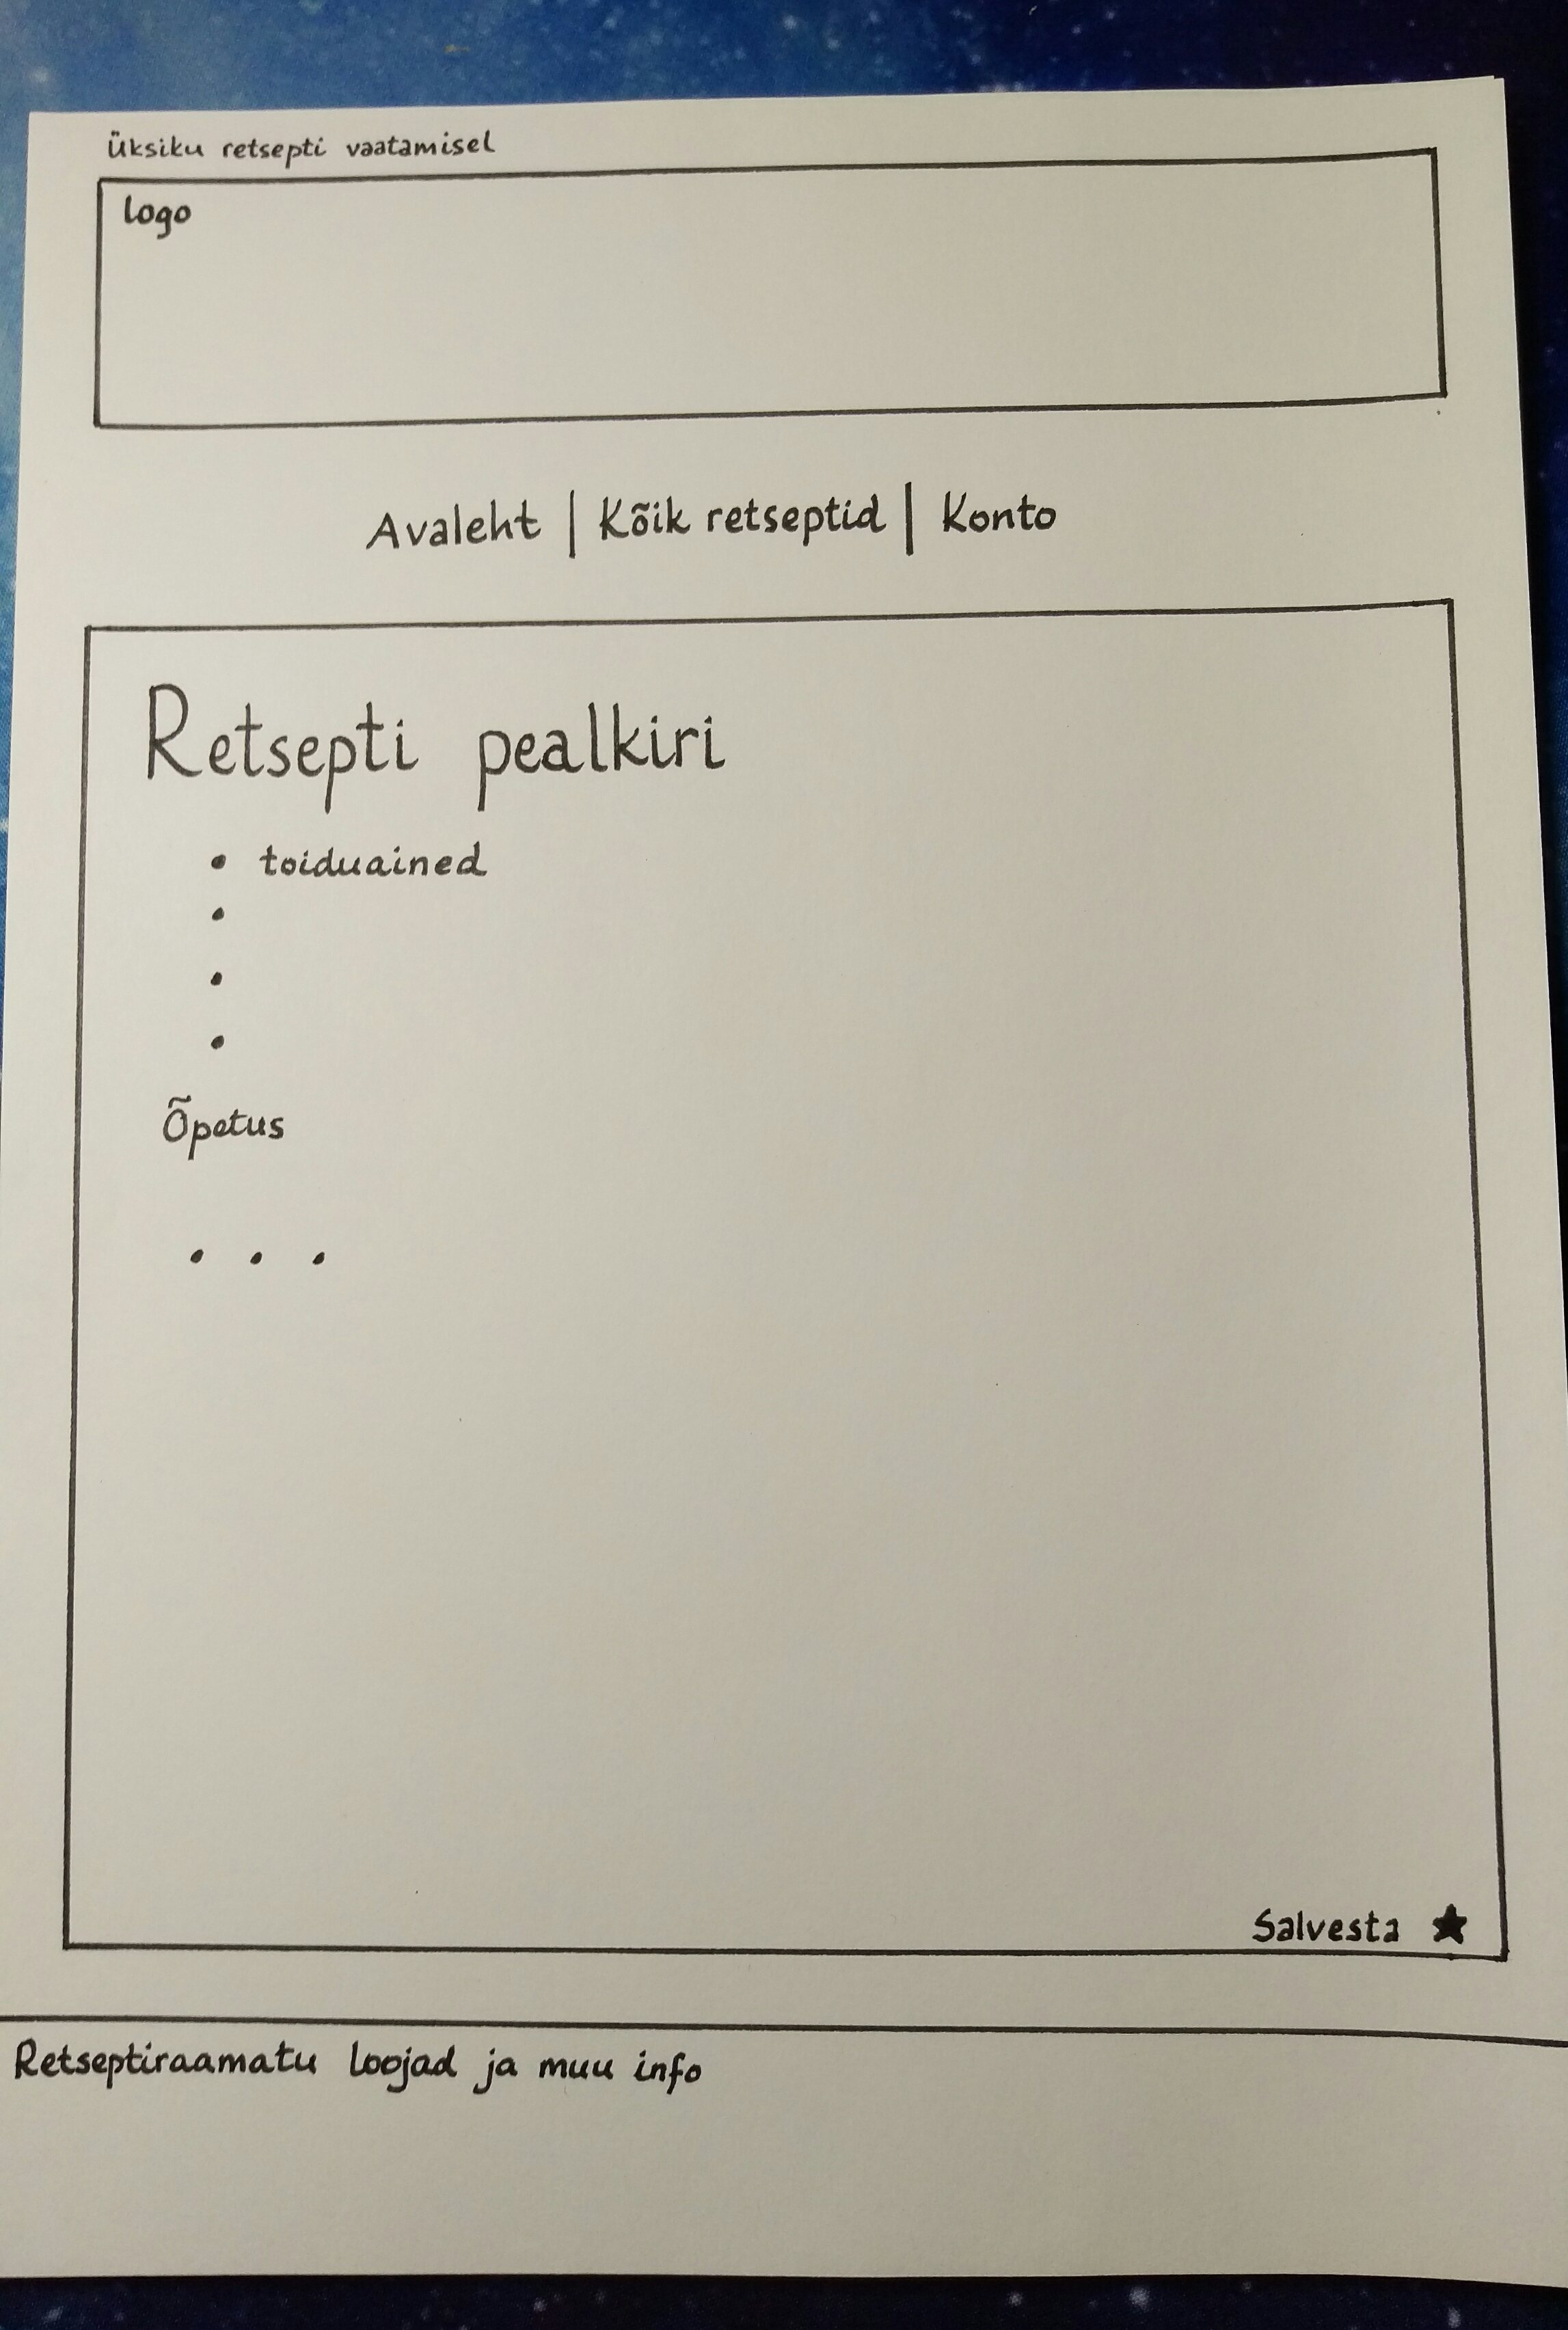 Üksiku retsepti vaatamisel
logo
Avaleht | Kõik retseptid | Konto
Retsepti pealkiri
• toiduained
•
•
•
Õpetus
. . .
Salvesta ★
Retseptiraamatu loojad ja muu info